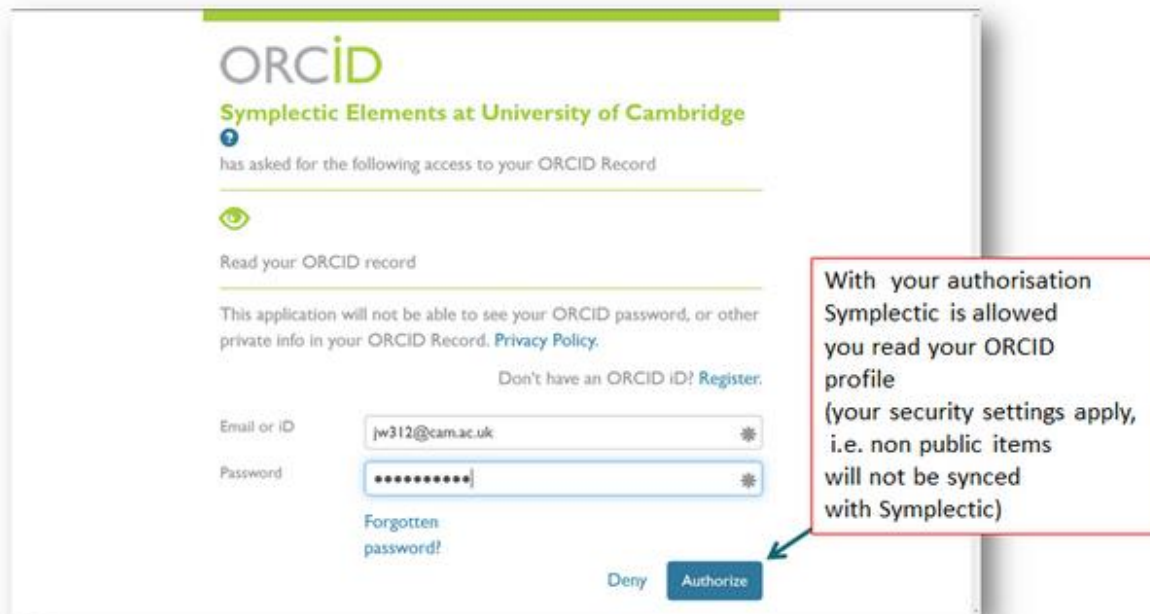 ORCiD
Symplectic Elements at University of Cambridge
?
has asked for the following access to your ORCID Record
Read your ORCID record
This application will not be able to see your ORCID password, or other
private info in your ORCID Record. Privacy Policy.
Don't have an ORCID iD? Register.
Email or iD
jw312@cam.ac.uk
Password
••••••••••
Forgotten
password?
Deny
Authorize
With your authorisation
Symplectic is allowed
you read your ORCID
profile
(your security settings apply,
i.e. non public items
will not be synced
with Symplectic)